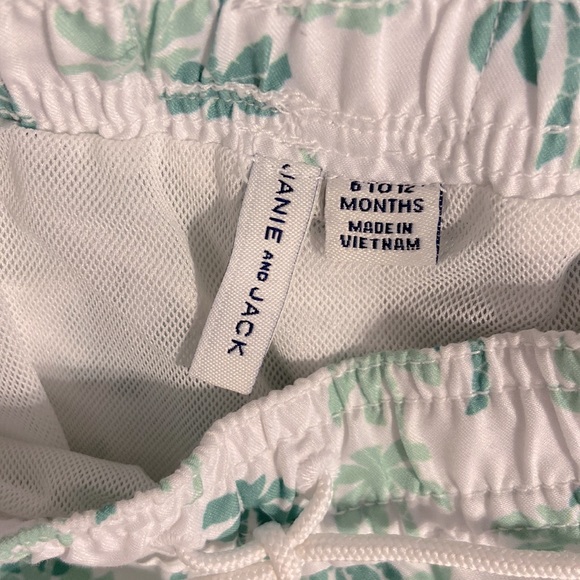 JANIE AND JACK
6 TO 12
MONTHS
MADE IN
VIETNAM